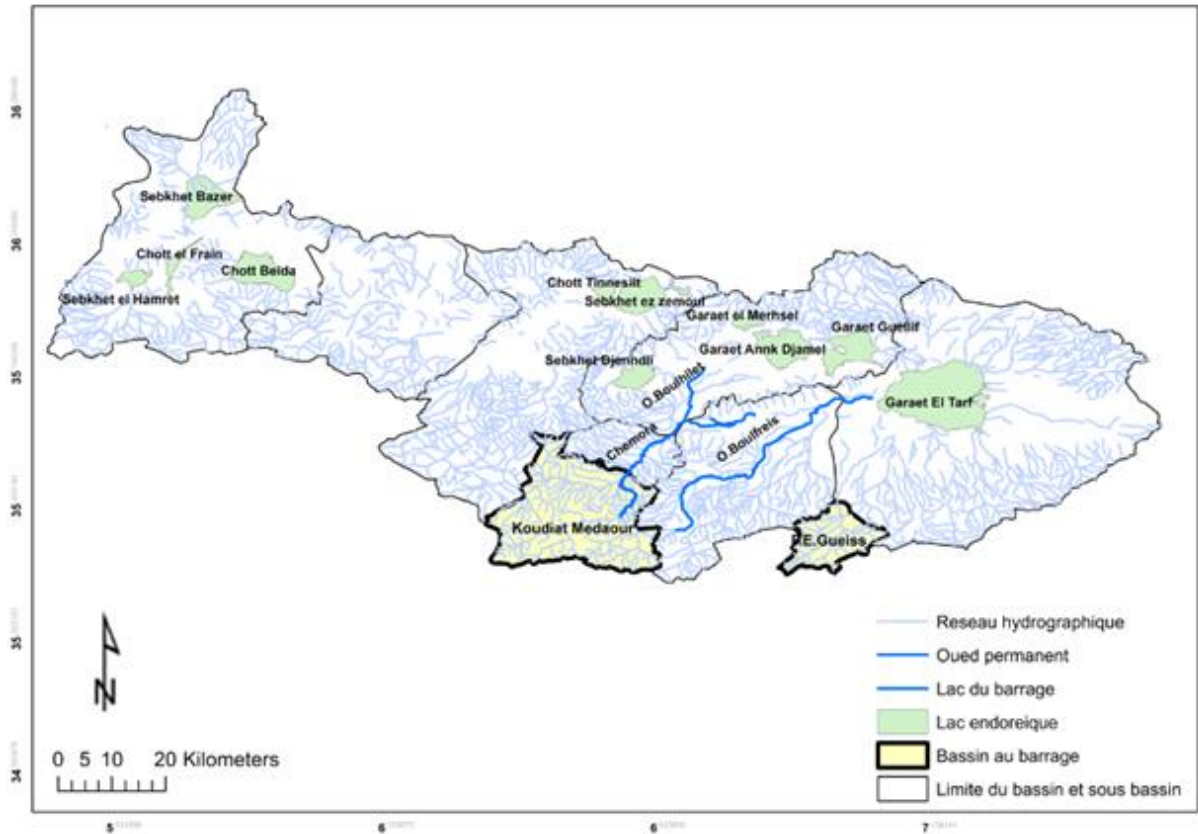 Sebkhet Bazer
Chott el Frain
Chott Beida
Sebkhet el Hamret
Chott Tinnesilt
Sebkhet ez zemoul
Garaet el Merhsel
Garaet Guellif
Garaet Annk Djamel
Sebkhet Djenndli
O.Boulhilet
Garaet El Tarf
Chemora
O.Boulfreis
Koudiat Medaour
F.E.Gueiss
36
36
35
35
35
34
N
0 5 10 20 Kilometers
Reseau hydrographique
Oued permanent
Lac du barrage
Lac endoreique
Bassin au barrage
Limite du bassin et sous bassin
5
6
6
7